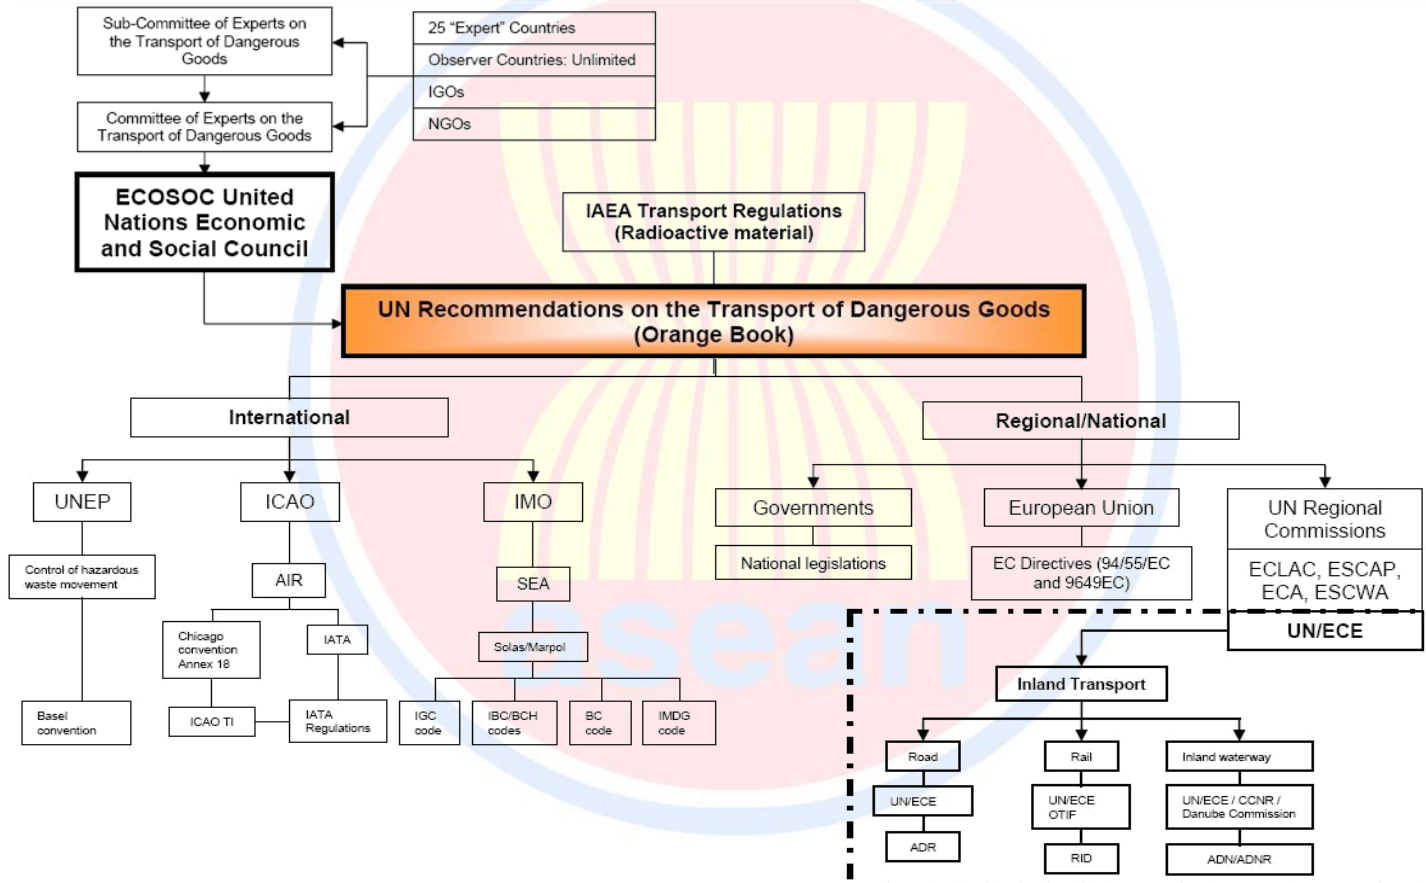 Sub-Committee of Experts on
the Transport of Dangerous
Goods
25 “Expert” Countries
Observer Countries: Unlimited
IGOs
NGOs
Committee of Experts on the
Transport of Dangerous Goods
ECOSOC United
Nations Economic
and Social Council
IAEA Transport Regulations
(Radioactive material)
UN Recommendations on the Transport of Dangerous Goods
(Orange Book)
International
Regional/National
UNEP
ICAO
IMO
Governments
European Union
UN Regional
Commissions
Control of hazardous
waste movement
AIR
SEA
National legislations
EC Directives (94/55/EC
and 9649EC)
ECLAC, ESCAP,
ECA, ESCWA
UN/ECE
Chicago
convention
Annex 18
IATA
Solas/Marpol
asean
Inland Transport
Basel
convention
ICAO TI
IATA
Regulations
IGC
code
IBC/BCH
codes
BC
code
IMDG
code
Road
Rail
Inland waterway
UN/ECE
UN/ECE
OTIF
UN/ECE / CCNR /
Danube Commission
ADR
RID
ADN/ADNR